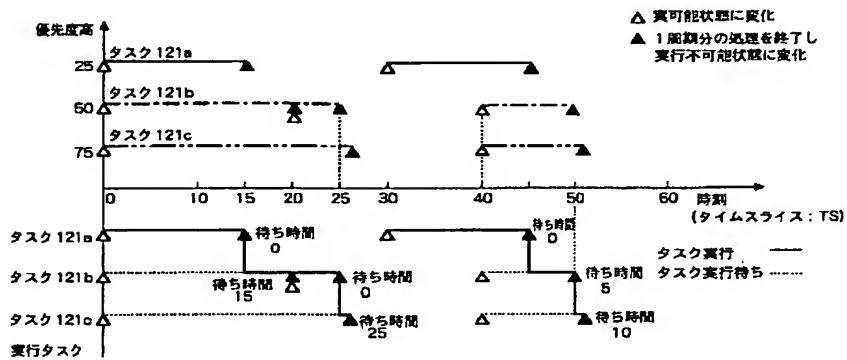 △ 実可能状態に変化
▲ 1周期分の処理を終了し
実行不可能状態に変化
優先度高
タスク121a
25
タスク121b
50
タスク121c
75
0 10 15 20 25 30 40 50 60 時刻
(タイムスライス:TS)
タスク121a
待ち時間
0
待ち時間
0
タスク実行
タスク実行待ち
タスク121b
待ち時間
15
待ち時間
0
待ち時間
5
タスク121c
待ち時間
25
待ち時間
10
実行タスク